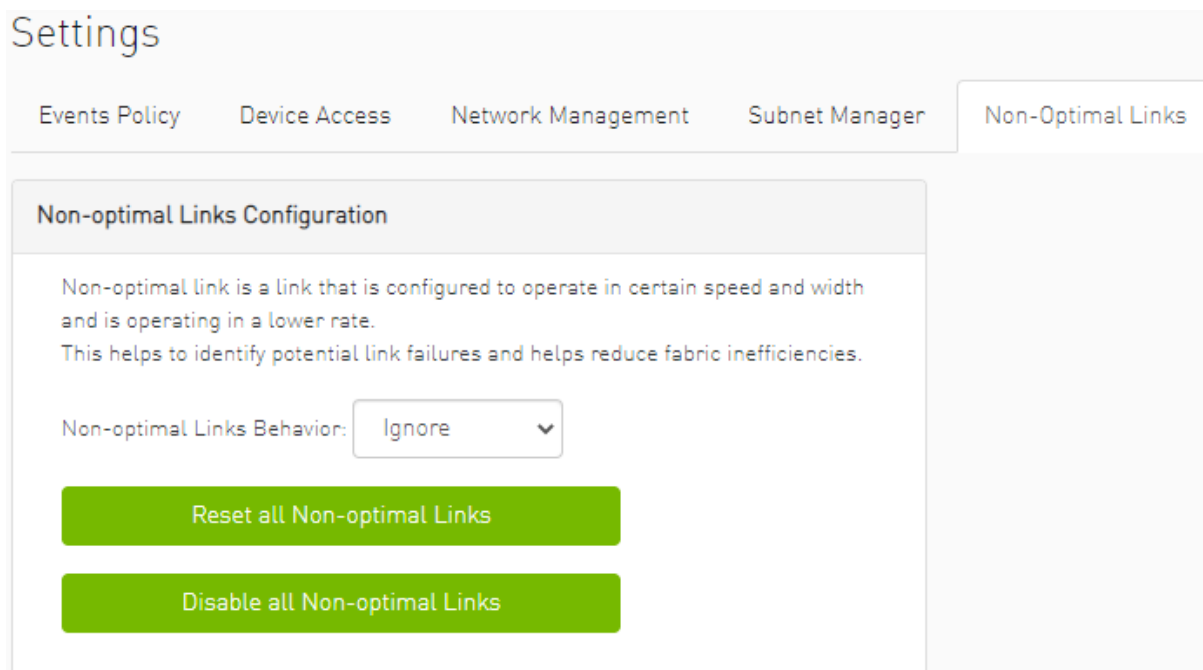 Settings
Events Policy Device Access Network Management Subnet Manager Non-Optimal Links
Non-optimal Links Configuration
Non-optimal link is a link that is configured to operate in certain speed and width
and is operating in a lower rate.
This helps to identify potential link failures and helps reduce fabric inefficiencies.
Non-optimal Links Behavior: Ignore
Reset all Non-optimal Links
Disable all Non-optimal Links